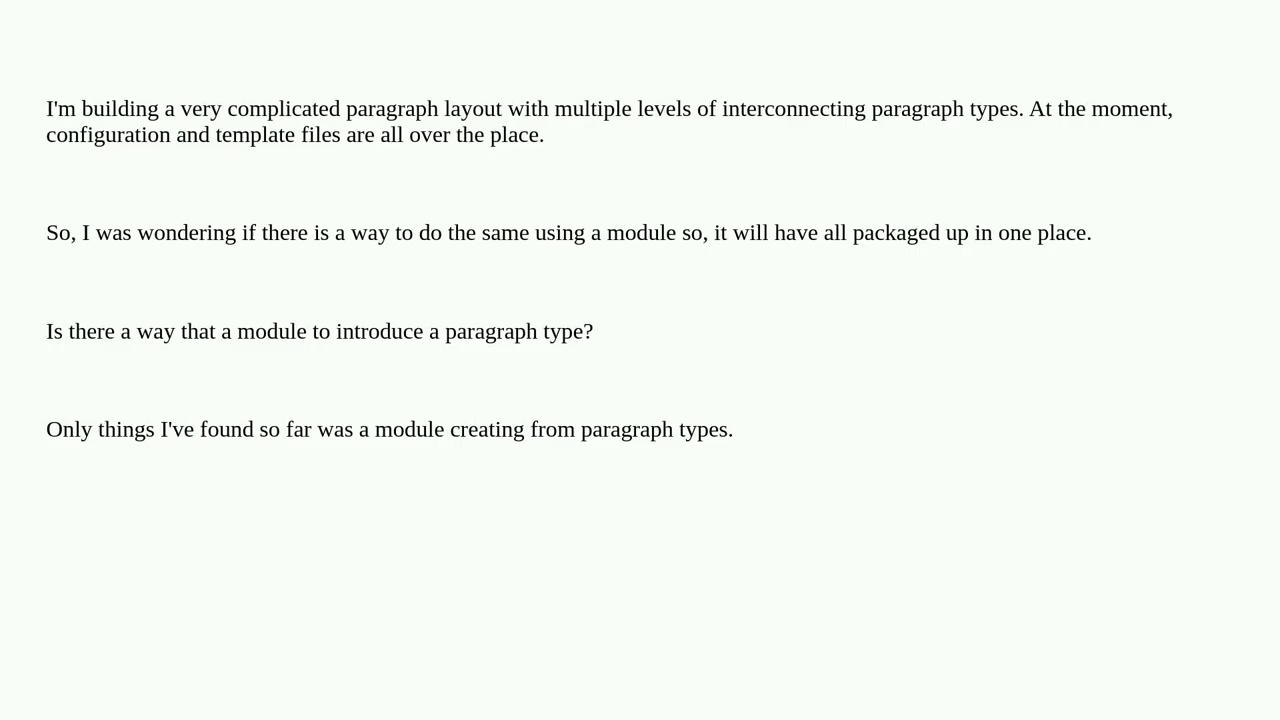 I'm building a very complicated paragraph layout with multiple levels of interconnecting paragraph types. At the moment,
configuration and template files are all over the place.
So, I was wondering if there is a way to do the same using a module so, it will have all packaged up in one place.
Is there a way that a module to introduce a paragraph type?
Only things I've found so far was a module creating from paragraph types.